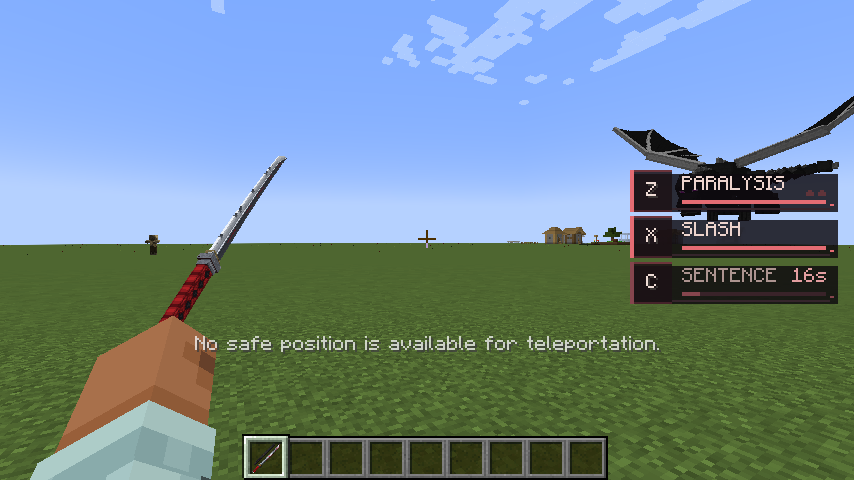 Z PARALYSIS
X SLASH
C SENTENCE 16s
No safe position is available for teleportation.